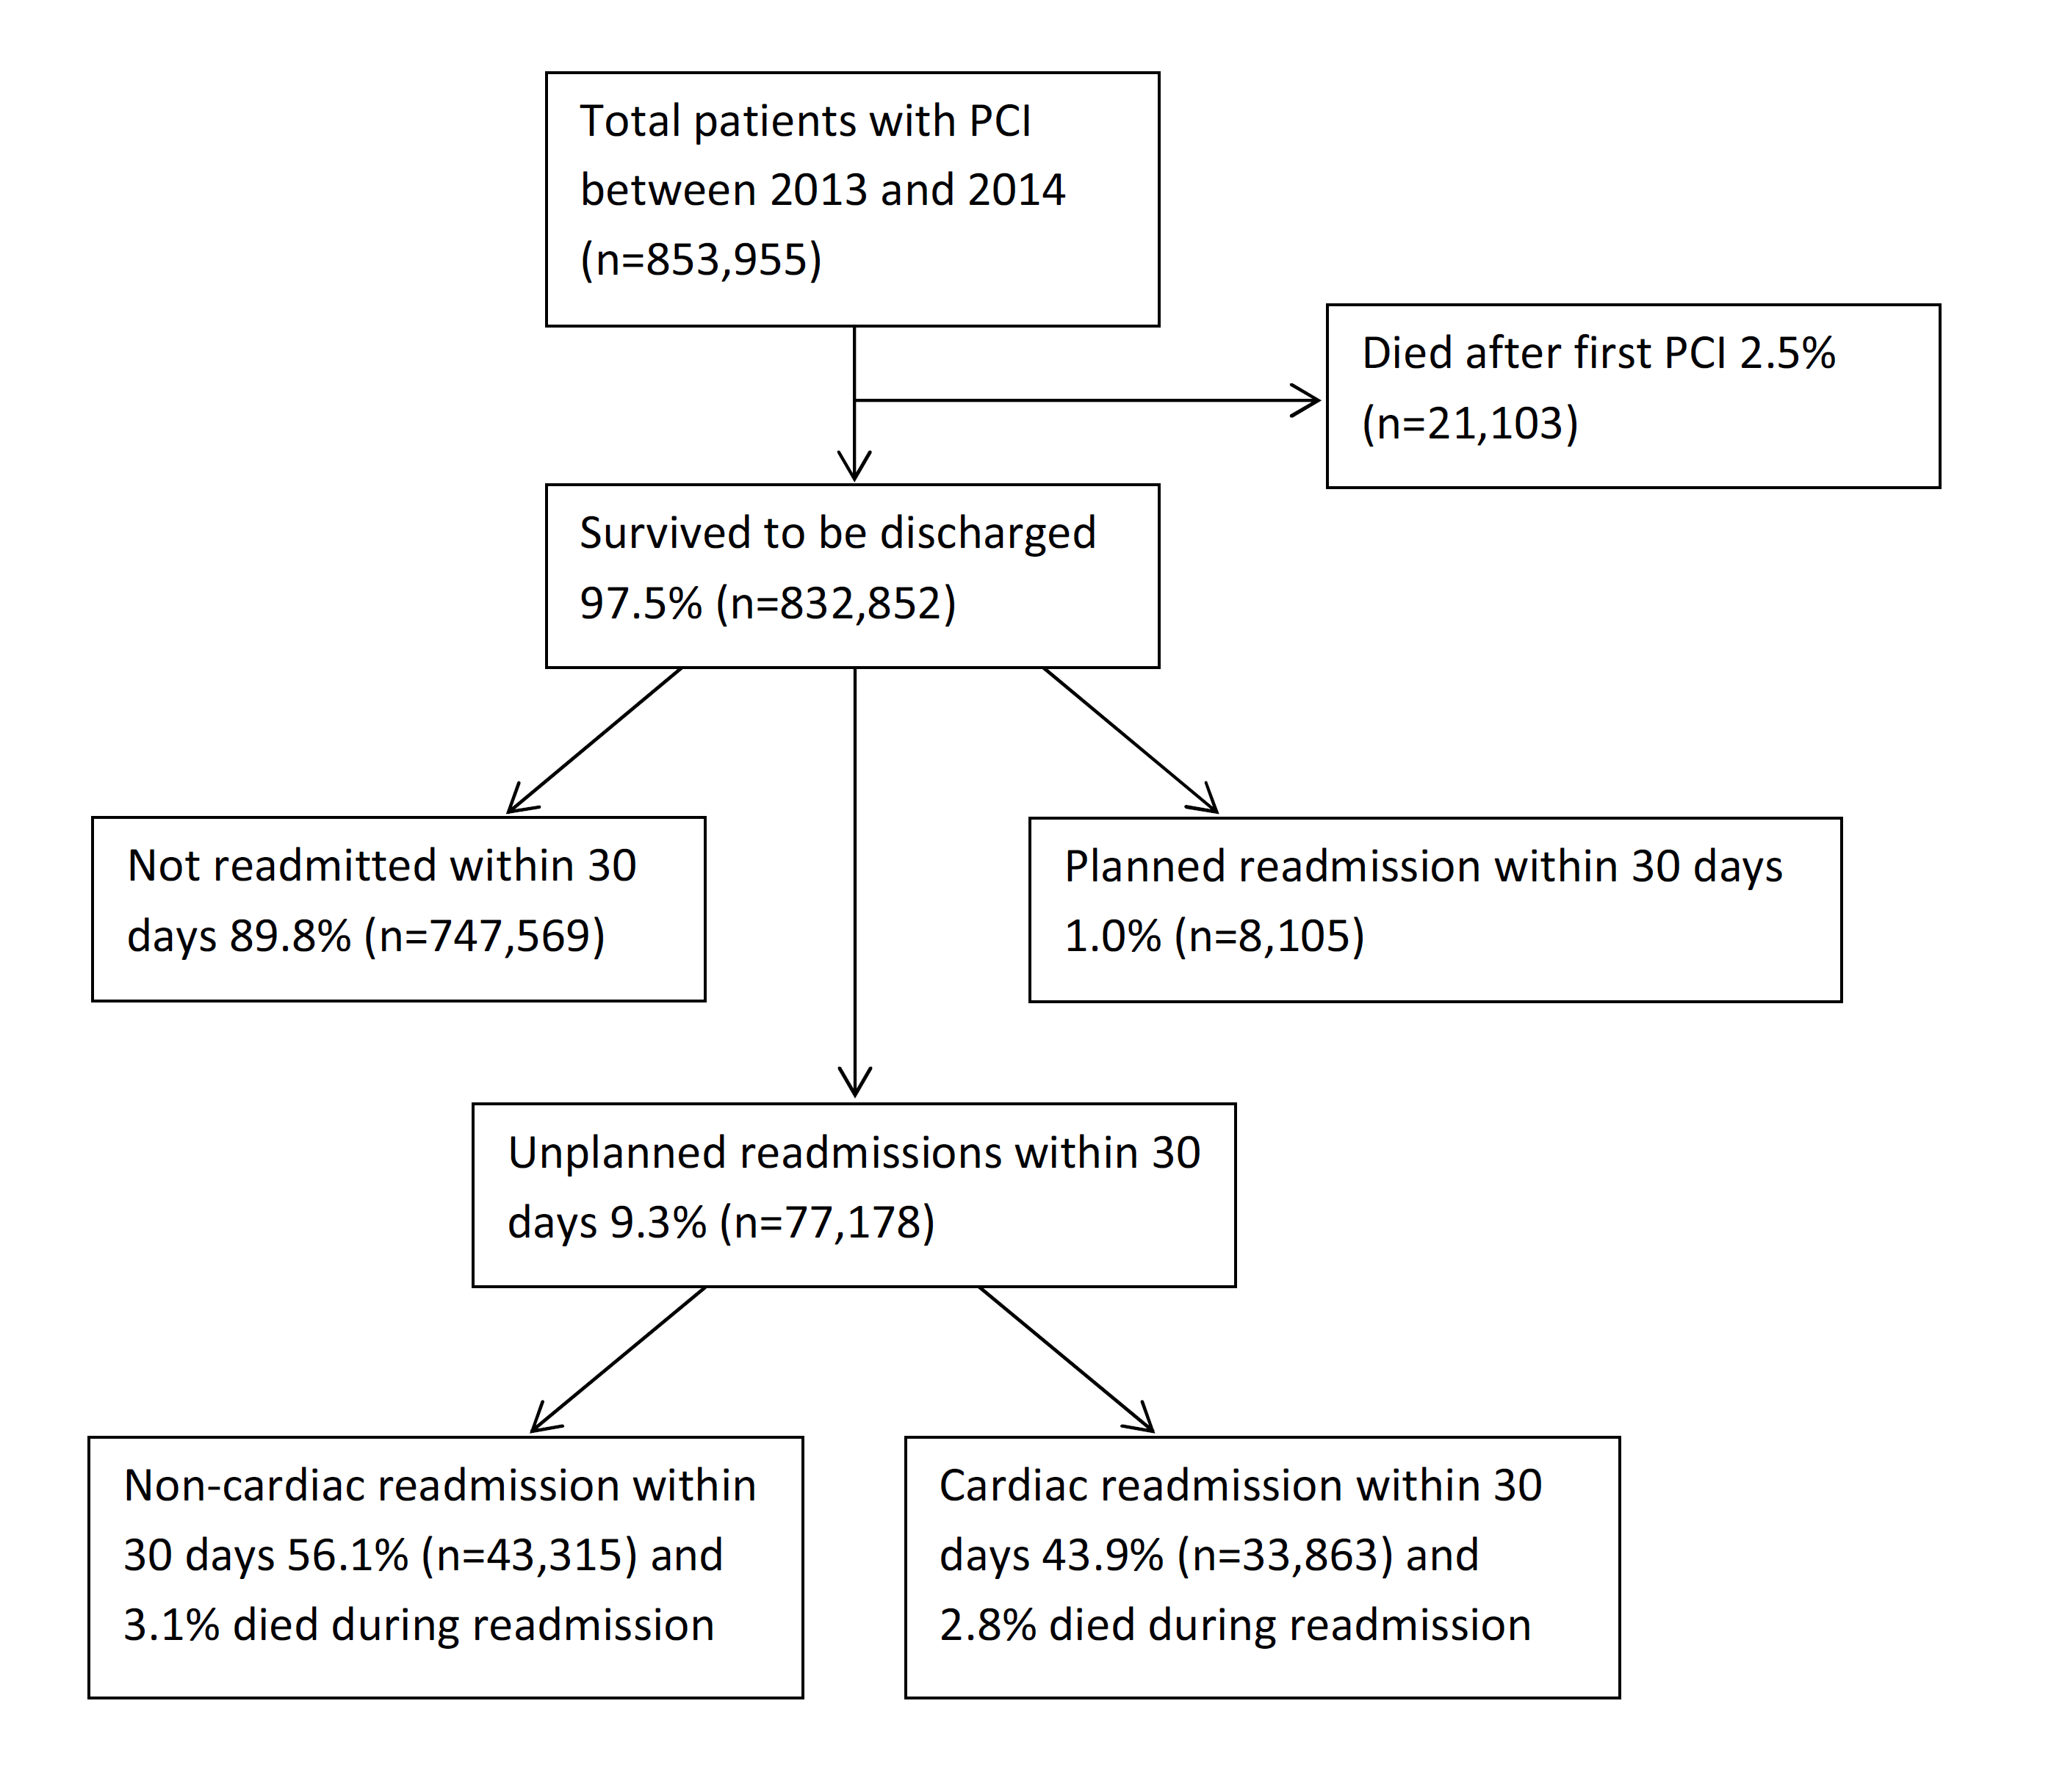 Total patients with PCI
between 2013 and 2014
(n=853,955)
Died after first PCI 2.5%
(n=21,103)
Survived to be discharged
97.5% (n=832,852)
Not readmitted within 30
days 89.8% (n=747,569)
Planned readmission within 30 days
1.0% (n=8,105)
Unplanned readmissions within 30
days 9.3% (n=77,178)
Non-cardiac readmission within
30 days 56.1% (n=43,315) and
3.1% died during readmission
Cardiac readmission within 30
days 43.9% (n=33,863) and
2.8% died during readmission